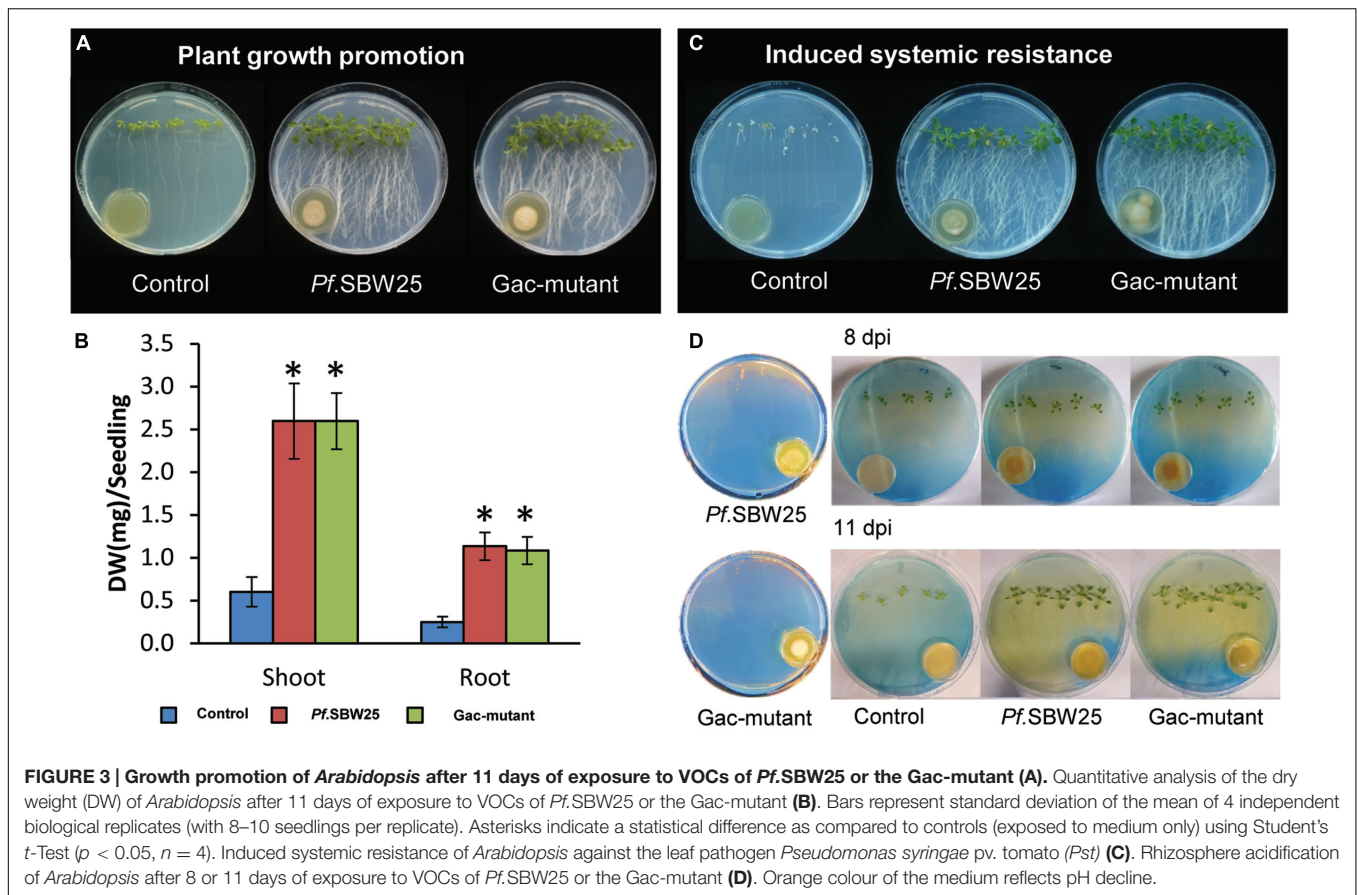 A
Plant growth promotion
Control
Pf.SBW25
Gac-mutant
C
Induced systemic resistance
Control
Pf.SBW25
Gac-mutant
B
DW(mg)/Seedling
3.5
3.0
2.5
2.0
1.5
1.0
0.5
0.0
* *
* *
Shoot
Root
Control
Pf.SBW25
Gac-mutant
D
8 dpi
Pf.SBW25
11 dpi
Gac-mutant
Control
Pf.SBW25
Gac-mutant
FIGURE 3 | Growth promotion of Arabidopsis after 11 days of exposure to VOCs of Pf.SBW25 or the Gac-mutant (A). Quantitative analysis of the dry
weight (DW) of Arabidopsis after 11 days of exposure to VOCs of Pf.SBW25 or the Gac-mutant (B). Bars represent standard deviation of the mean of 4 independent
biological replicates (with 8–10 seedlings per replicate). Asterisks indicate a statistical difference as compared to controls (exposed to medium only) using Student's
t-Test (p < 0.05, n = 4). Induced systemic resistance of Arabidopsis against the leaf pathogen Pseudomonas syringae pv. tomato (Pst) (C). Rhizosphere acidification
of Arabidopsis after 8 or 11 days of exposure to VOCs of Pf.SBW25 or the Gac-mutant (D). Orange colour of the medium reflects pH decline.